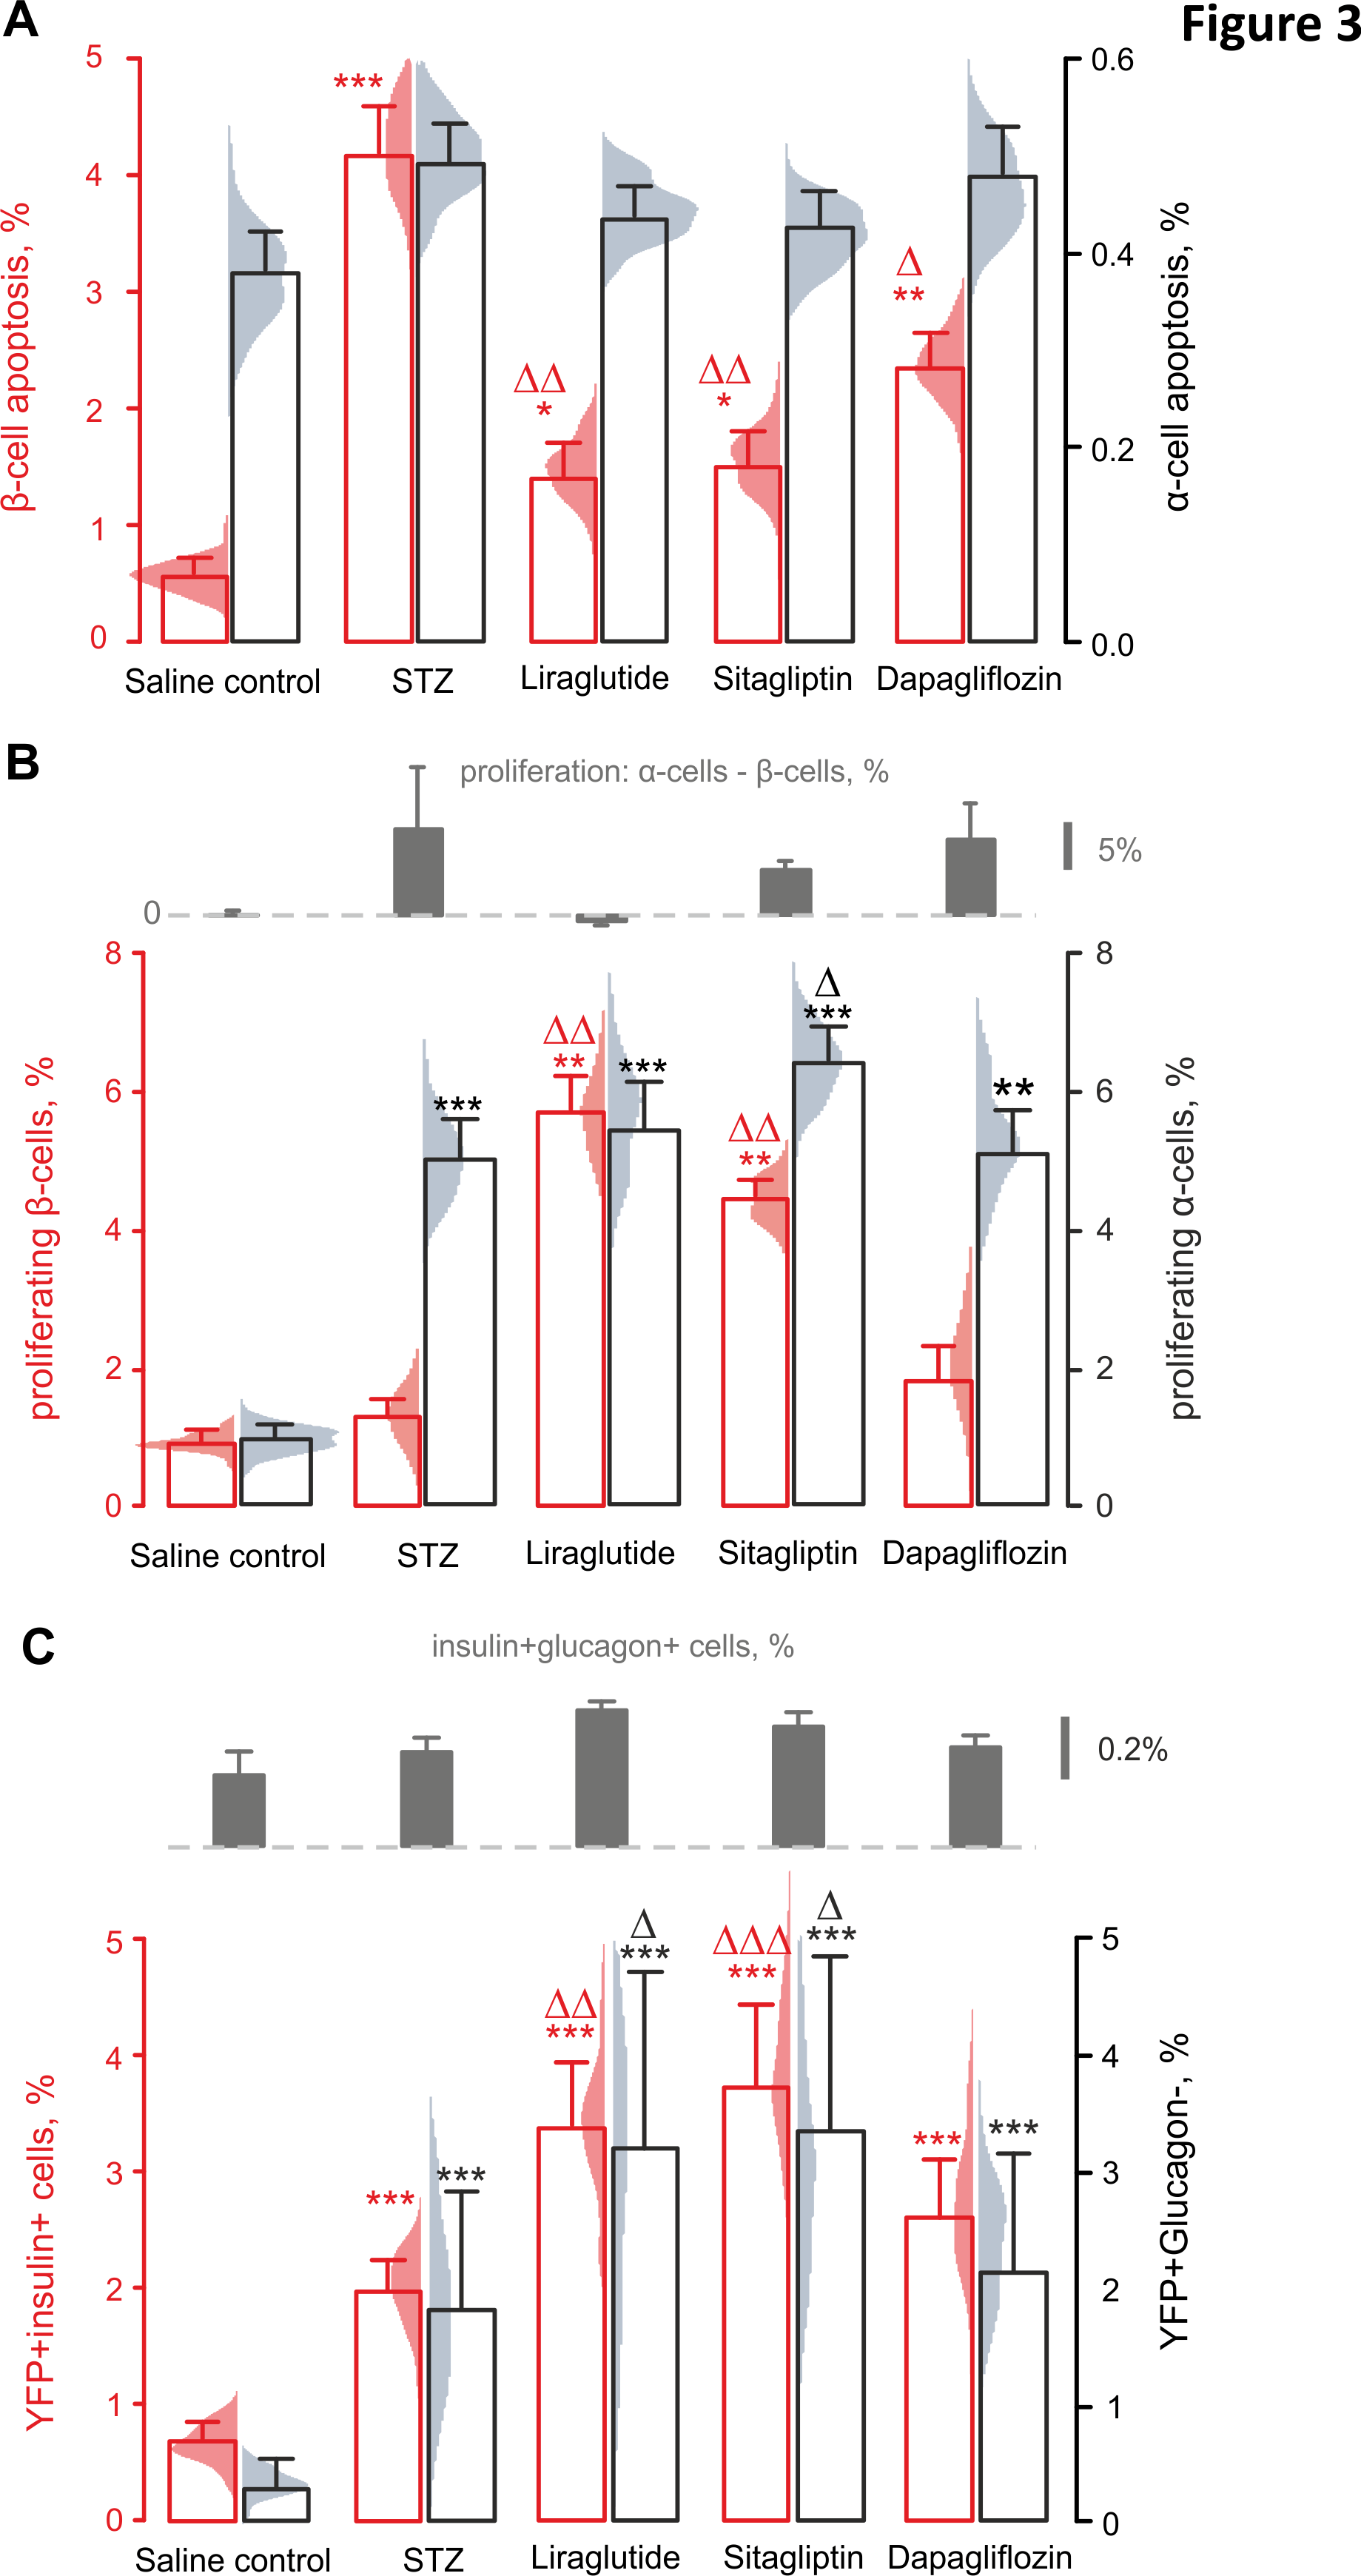 A
Figure 3
5
4
3
2
1
0
β-cell apoptosis, %
0.6
0.4
0.2
0.0
α-cell apoptosis, %
***
ΔΔ
*
ΔΔ
*
Δ
**
Saline control
STZ
Liraglutide
Sitagliptin
Dapagliflozin
B
proliferation: α-cells - β-cells, %
5%
0
8
6
4
2
0
proliferating β-cells, %
8
6
4
2
0
proliferating α-cells, %
***
ΔΔ
**
***
ΔΔ
**
Δ
***
**
Saline control
STZ
Liraglutide
Sitagliptin
Dapagliflozin
C
insulin+glucagon+ cells, %
0.2%
5
4
3
2
1
0
YFP+insulin+ cells, %
5
4
3
2
1
0
YFP+Glucagon-, %
***
***
ΔΔ
***
Δ
***
ΔΔΔ
***
Δ
***
***
***
Saline control
STZ
Liraglutide
Sitagliptin
Dapagliflozin